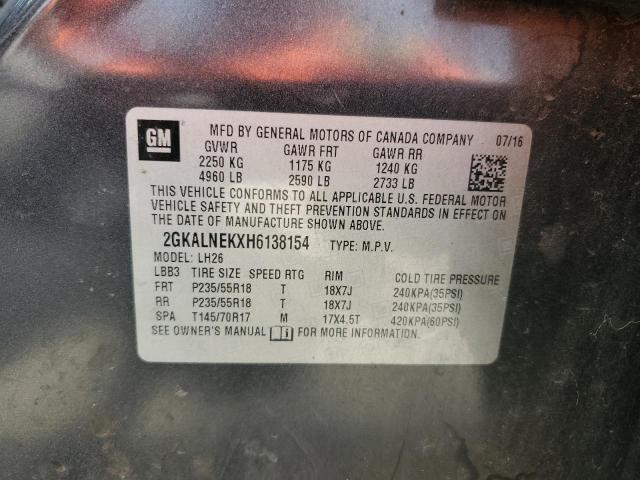 GM
MFD BY GENERAL MOTORS OF CANADA COMPANY 07/16
GVWR GAWR FRT GAWR RR
2250 KG 1175 KG 1240 KG
4960 LB 2590 LB 2733 LB
THIS VEHICLE CONFORMS TO ALL APPLICABLE U.S. FEDERAL MOTOR
VEHICLE SAFETY AND THEFT PREVENTION STANDARDS IN EFFECT ON
THE DATE OF MANUFACTURE SHOWN ABOVE.
2GKALNEKXH6138154 TYPE: M.P.V.
MODEL: LH26
LBB3 TIRE SIZE SPEED RTG RIM COLD TIRE PRESSURE
FRT P235/55R18 T 18X7J 240KPA(35PSI)
RR P235/55R18 T 18X7J 240KPA(35PSI)
SPA T145/70R17 M 17X4.5T 420KPA(60PSI)
SEE OWNER'S MANUAL FOR MORE INFORMATION.